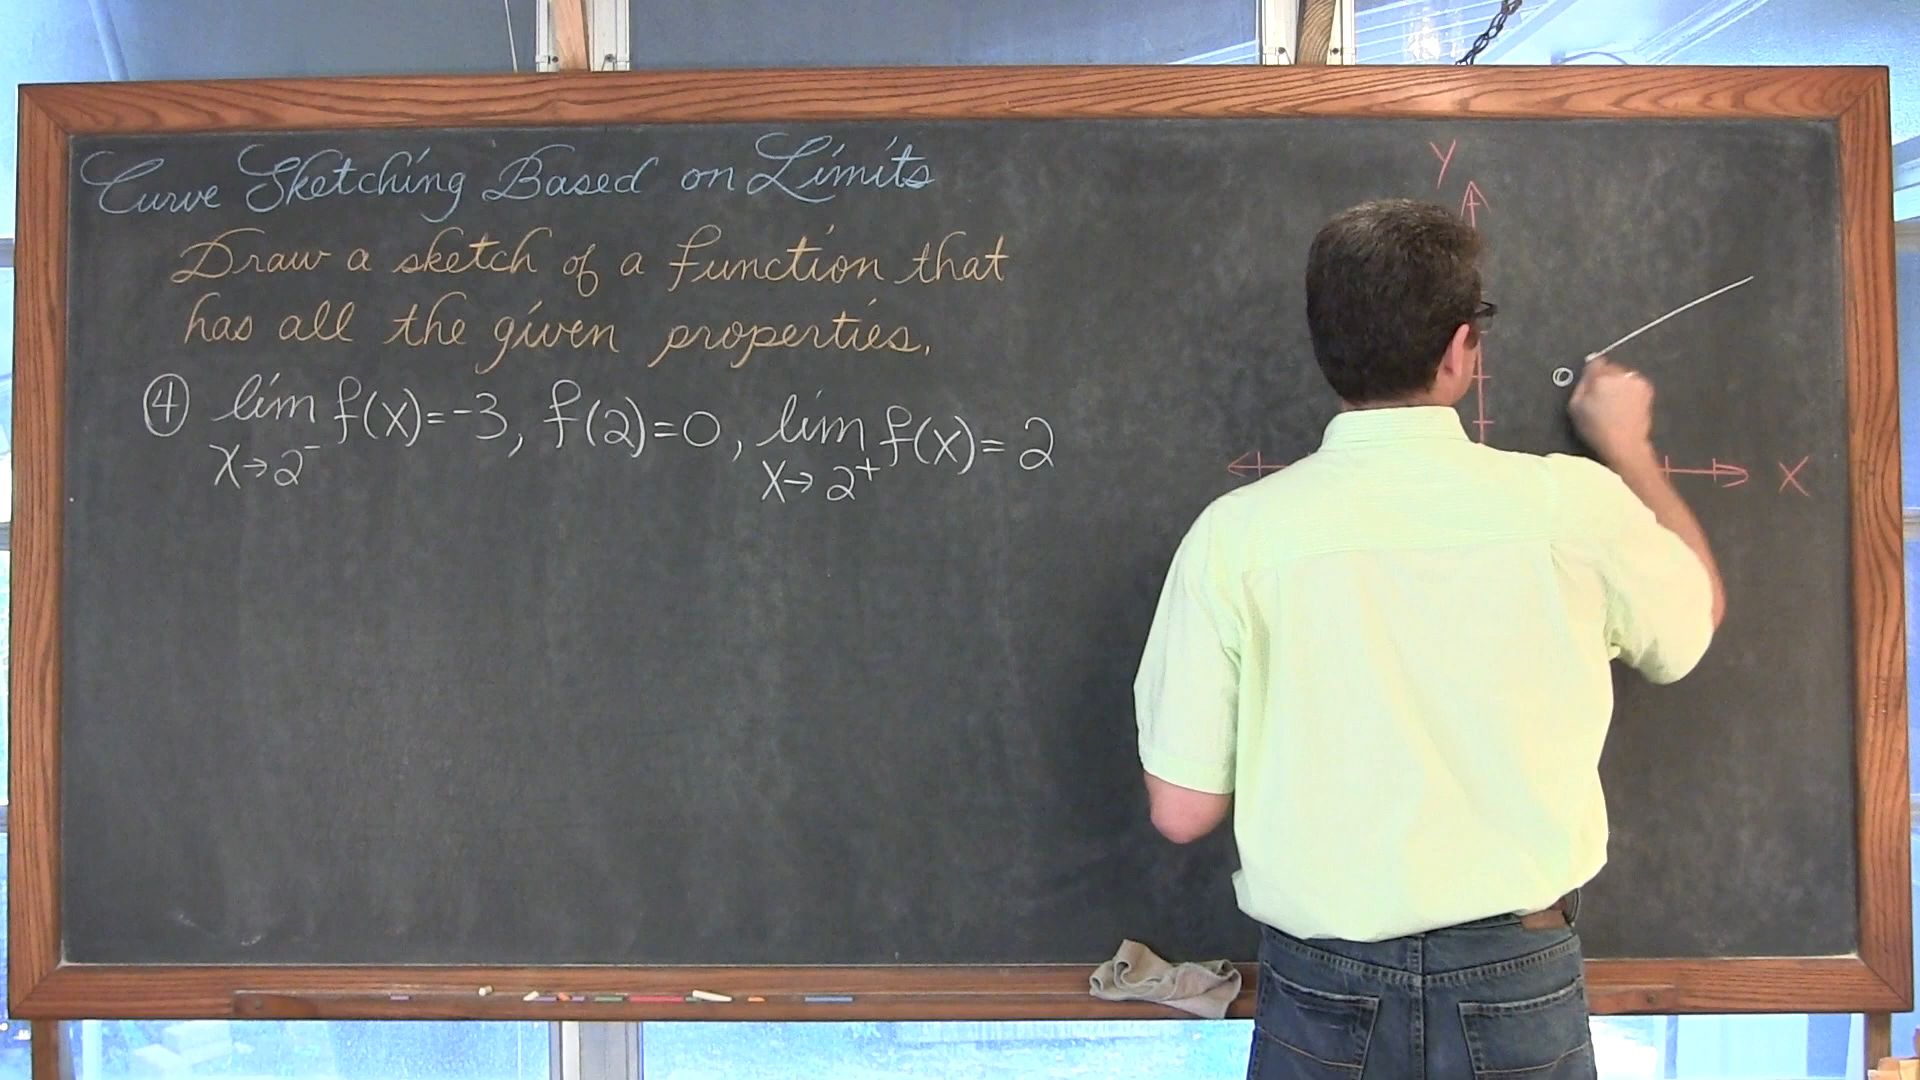 Curve Sketching Based on Limits
Draw a sketch of a function that
has all the given properties.
④ lim f(x)=-3, f(2)=0, lim f(x)=2
x→2⁻ x→2⁺
Y
X